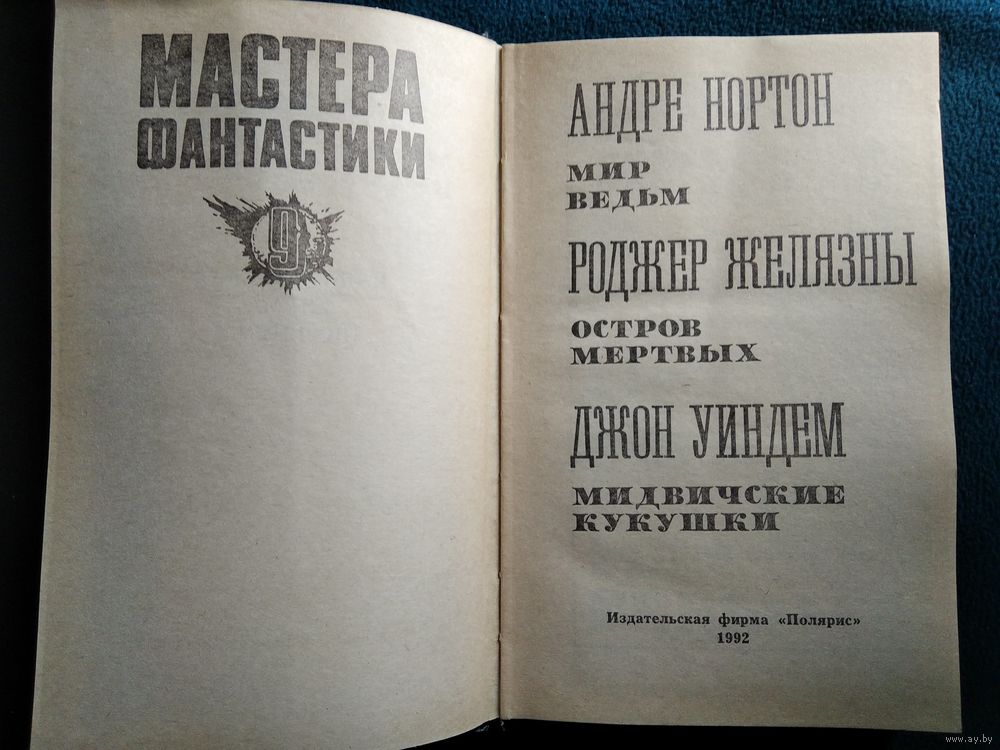 МАСТЕРА
ФАНТАСТИКИ
9
АНДРЕ НОРТОН
МИР
ВЕДЬМ
РОДЖЕР ЖЕЛЯЗНЫ
ОСТРОВ
МЕРТВЫХ
ДЖОН УИНДЕМ
МИДВИЧСКИЕ
КУКУШКИ
Издательская фирма «Полярис»
1992
www.ay.by